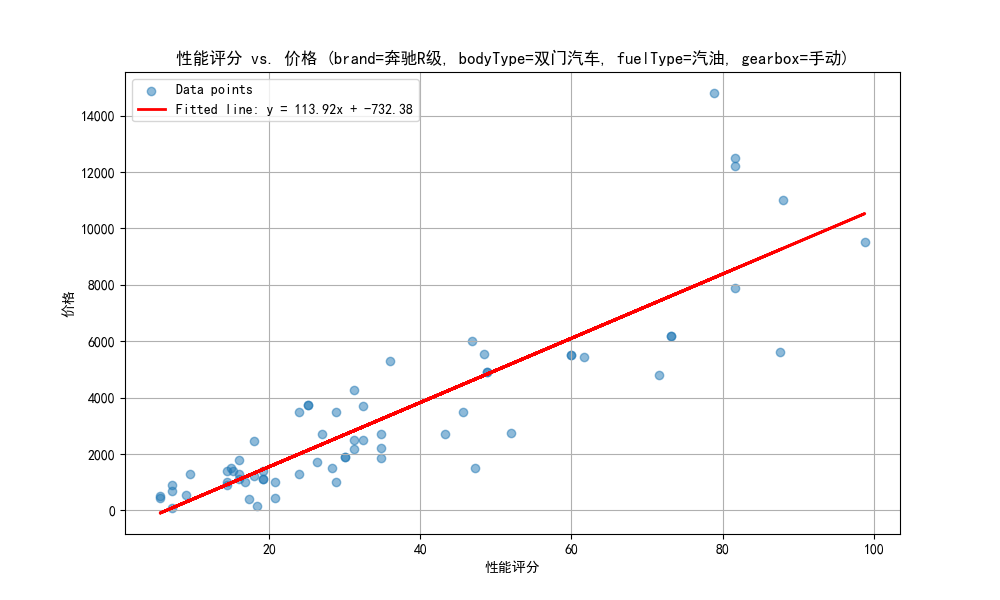 性能评分 vs. 价格 (brand=奔驰R级, bodyType=双门汽车, fuelType=汽油, gearbox=手动)
Data points
Fitted line: y = 113.92x + -732.38
14000
12000
10000
8000
6000
4000
2000
0
价格
20
40
60
80
100
性能评分